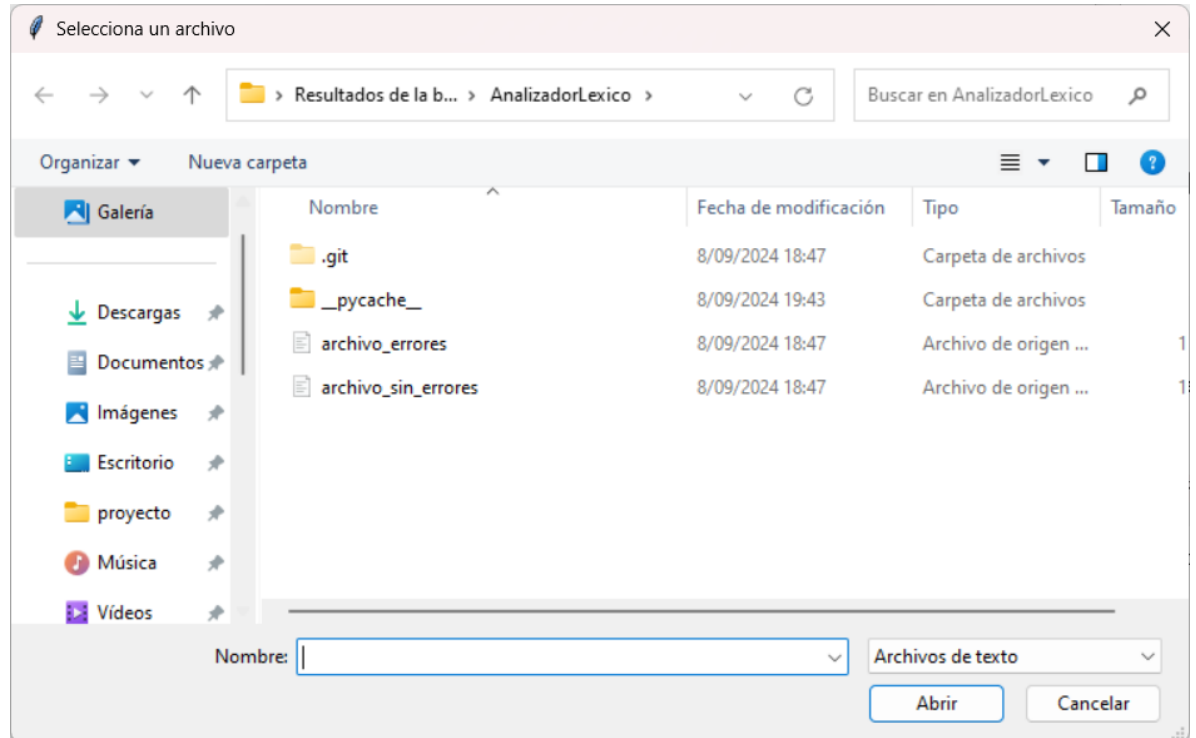 Selecciona un archivo
Resultados de la b... > AnalizadorLexico >
Buscar en AnalizadorLexico
Organizar
Nueva carpeta
Galería
Nombre
Fecha de modificación
Tipo
Tamaño
.git 8/09/2024 18:47 Carpeta de archivos
__pycache__ 8/09/2024 19:43 Carpeta de archivos
Descargas
archivo_errores 8/09/2024 18:47 Archivo de origen ... 1
Documentos
archivo_sin_errores 8/09/2024 18:47 Archivo de origen ...
Imágenes
Escritorio
proyecto
Música
Vídeos
Nombre:
Archivos de texto
Abrir
Cancelar